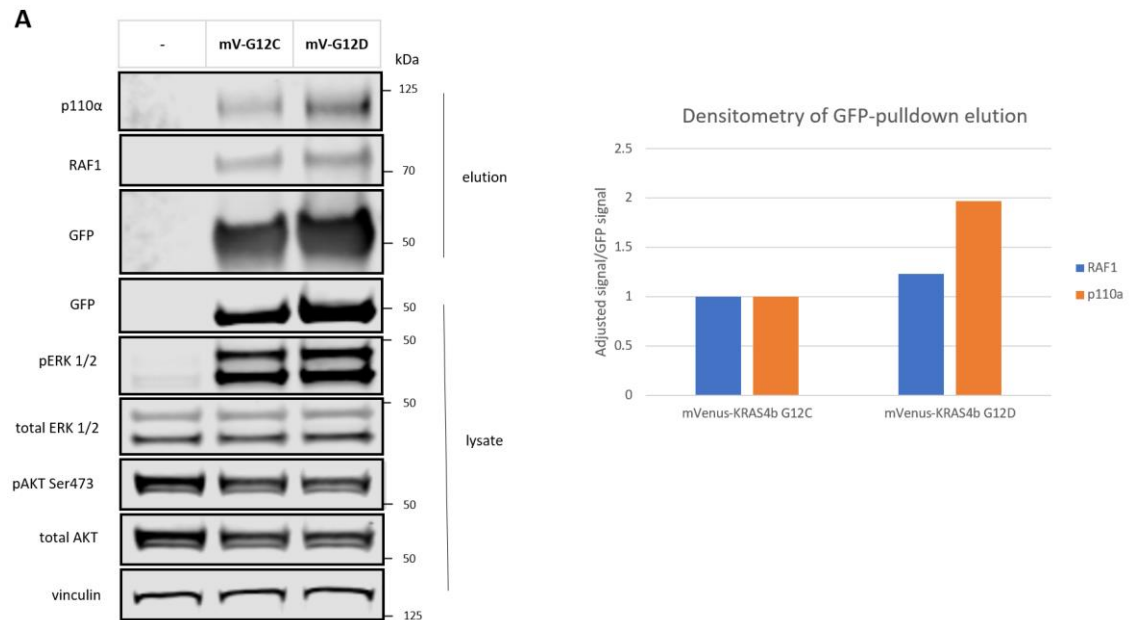 A
- mV-G12C mV-G12D
kDa
p110α
125
RAF1
70
elution
GFP
50
GFP
50
50
pERK 1/2
50
total ERK 1/2
lysate
pAKT Ser473
50
total AKT
50
vinculin
125
Densitometry of GFP-pulldown elution
Adjusted signal/GFP signal
2.5
2
1.5
1
0.5
0
mVenus-KRAS4b G12C mVenus-KRAS4b G12D
RAF1
p110a